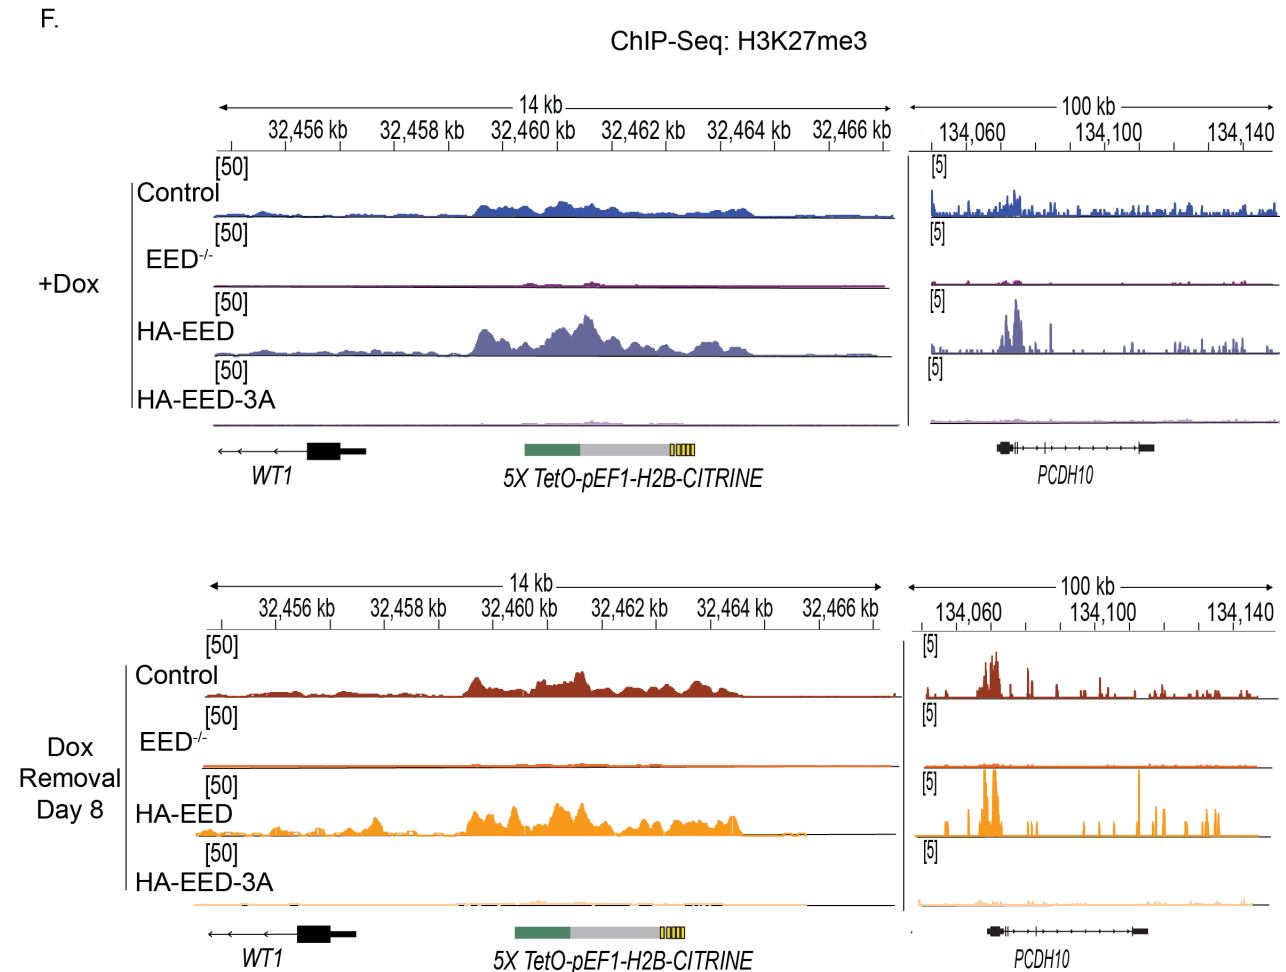 F.
ChIP-Seq: H3K27me3
14 kb
100 kb
32,456 kb 32,458 kb 32,460 kb 32,462 kb 32,464 kb 32,466 kb
134,060 134,100 134,140
[50] [5]
Control
[50] [5]
EED-/-
+Dox
[50] [5]
HA-EED
[50] [5]
HA-EED-3A
WT1
5X TetO-pEF1-H2B-CITRINE
PCDH10
14 kb
100 kb
32,456 kb 32,458 kb 32,460 kb 32,462 kb 32,464 kb 32,466 kb
134,060 134,100 134,140
[50] [5]
Control
[50] [5]
EED-/-
Dox
Removal
Day 8
[50] [5]
HA-EED
[50] [5]
HA-EED-3A
WT1
5X TetO-pEF1-H2B-CITRINE
PCDH10